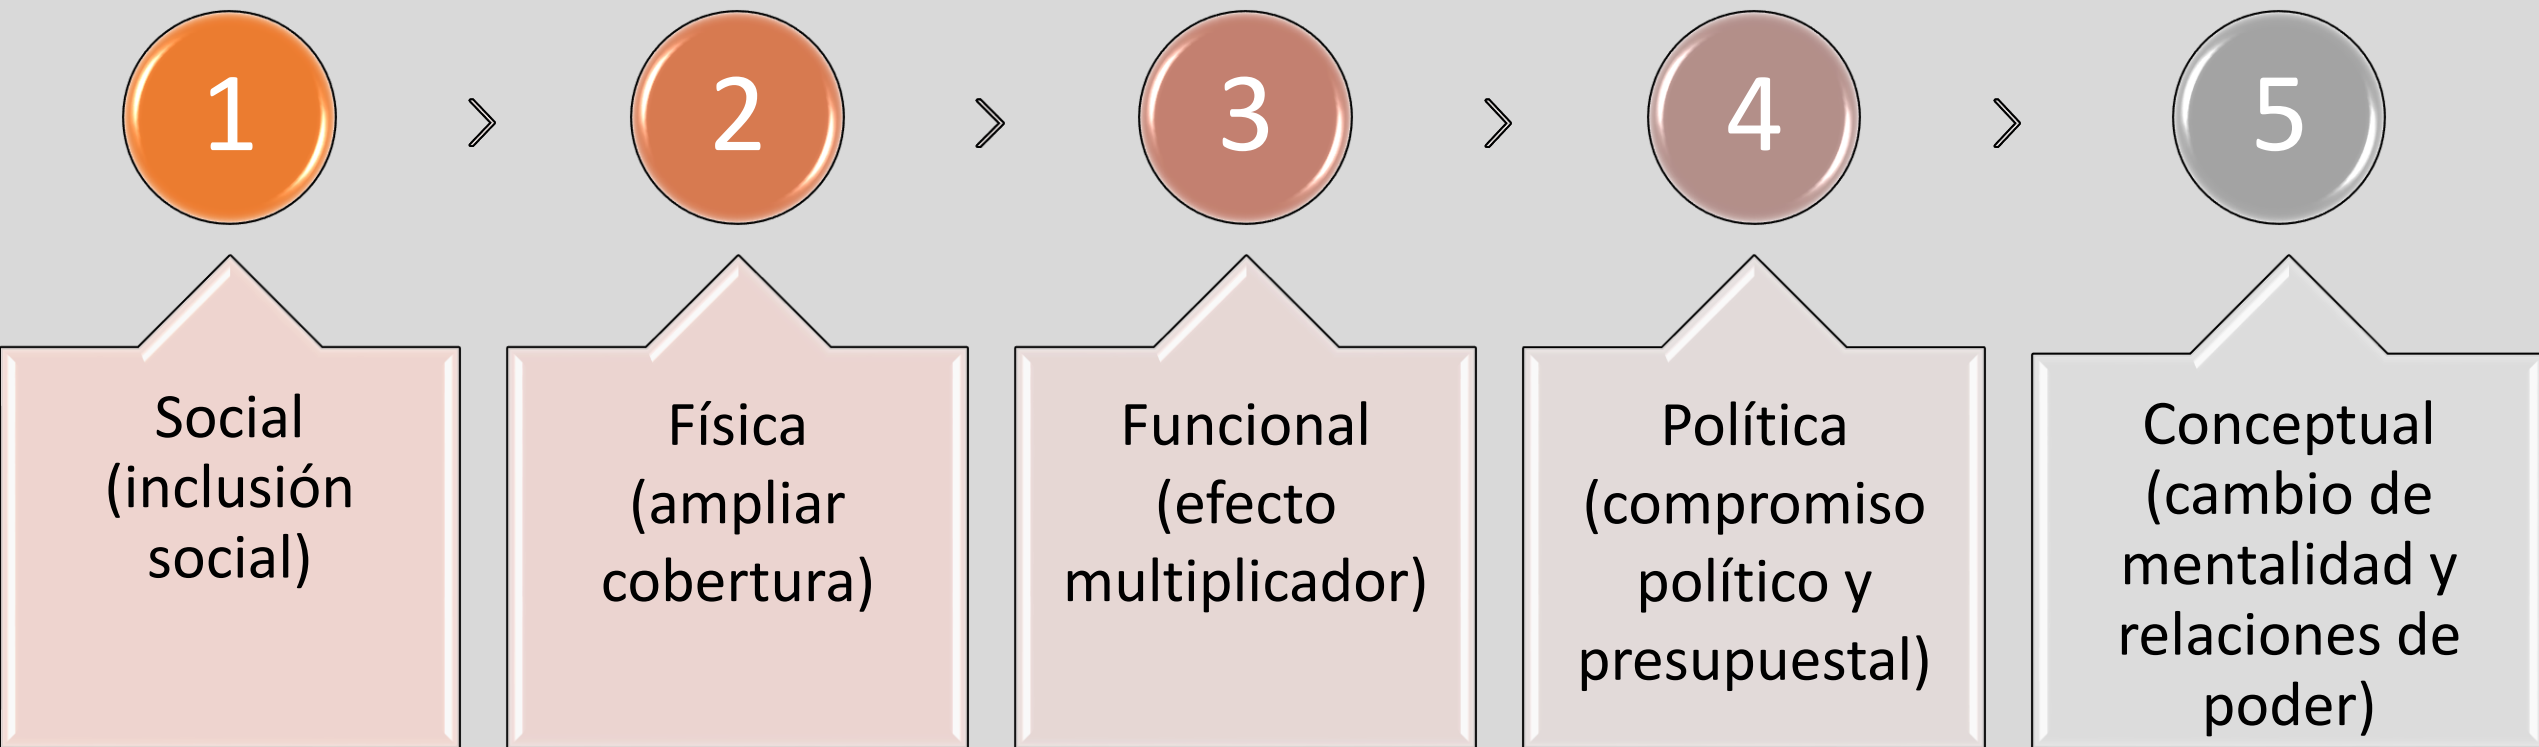 1
2
3
4
5
Social
(inclusión
social)
Física
(ampliar
cobertura)
Funcional
(efecto
multiplicador)
Política
(compromiso
político y
presupuestal)
Conceptual
(cambio de
mentalidad y
relaciones de
poder)